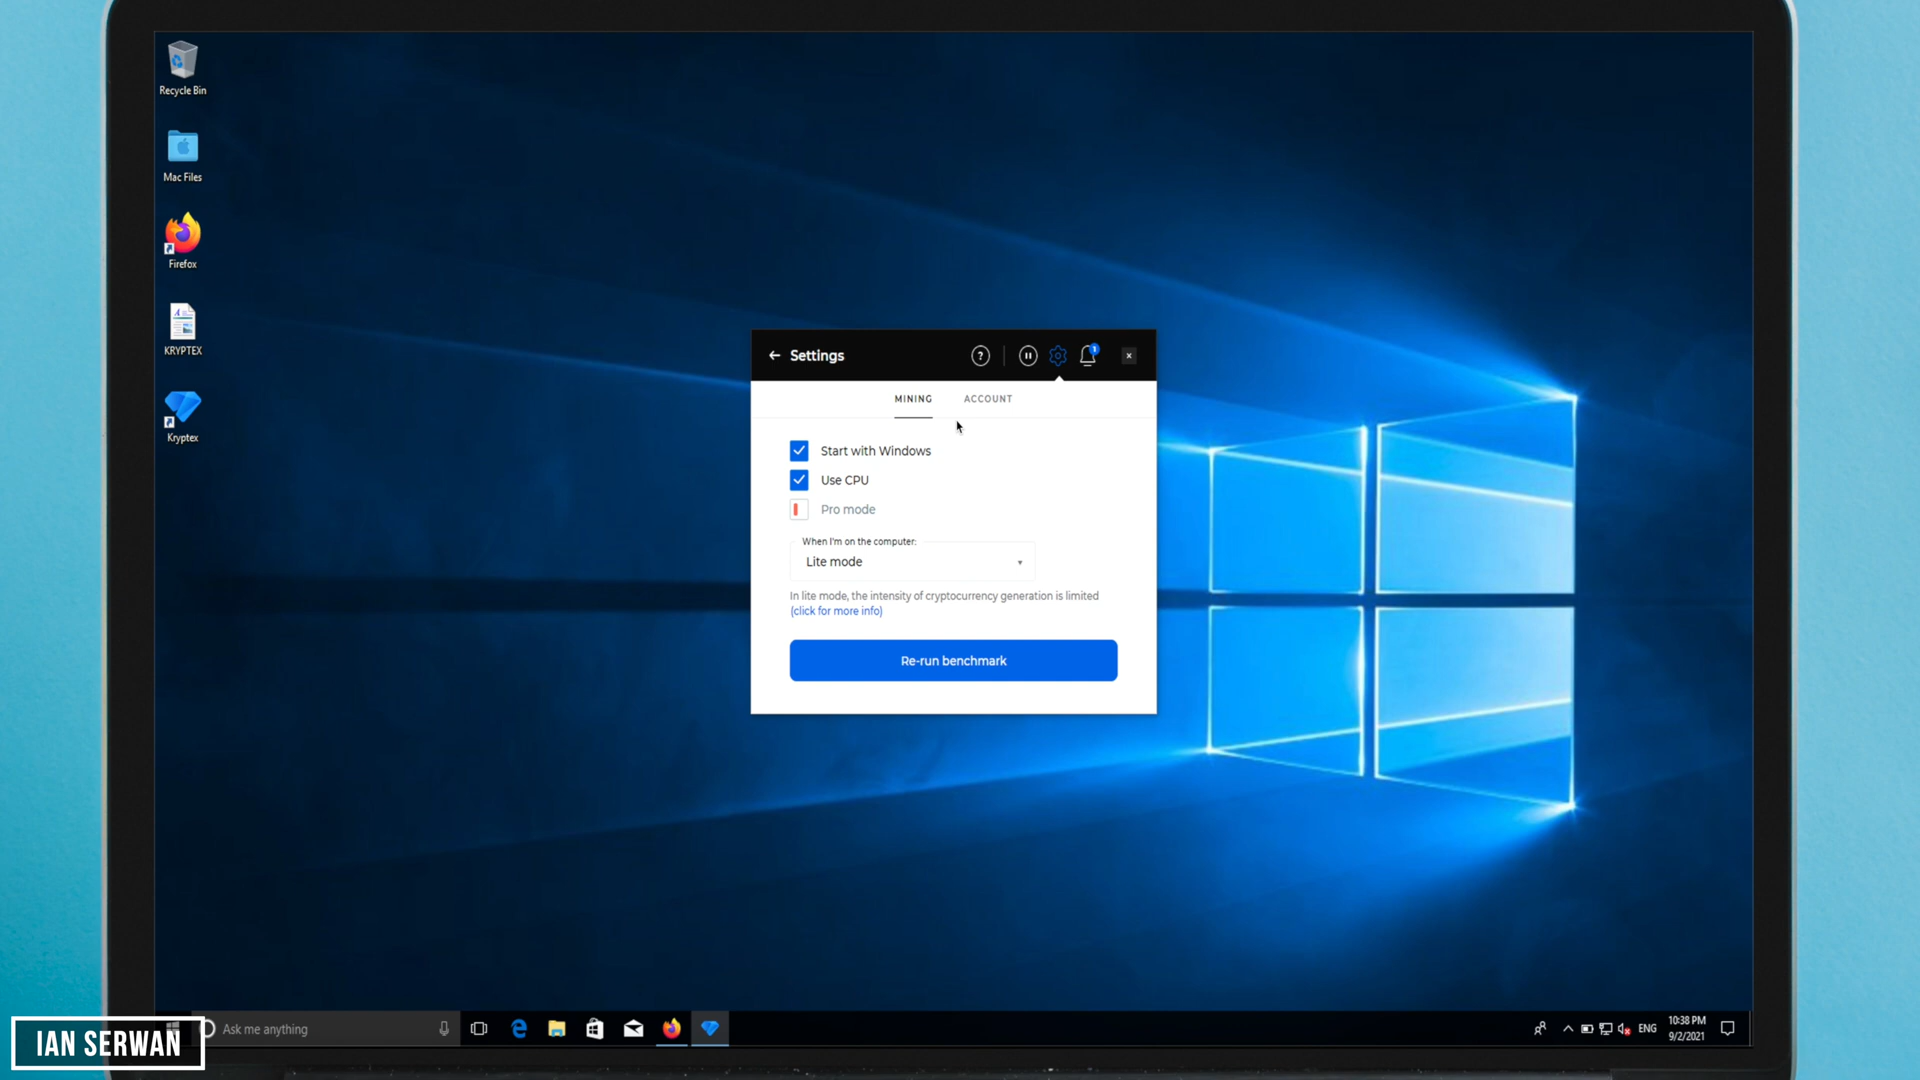 Recycle Bin
Mac Files
Firefox
KRYPTEX
Kryptex
Settings
?
1
MINING
ACCOUNT
Start with Windows
Use CPU
Pro mode
When I'm on the computer:
Lite mode
In lite mode, the intensity of cryptocurrency generation is limited
(click for more info)
Re-run benchmark
Ask me anything
ENG
10:38 PM
9/2/2021
IAN SERWAN